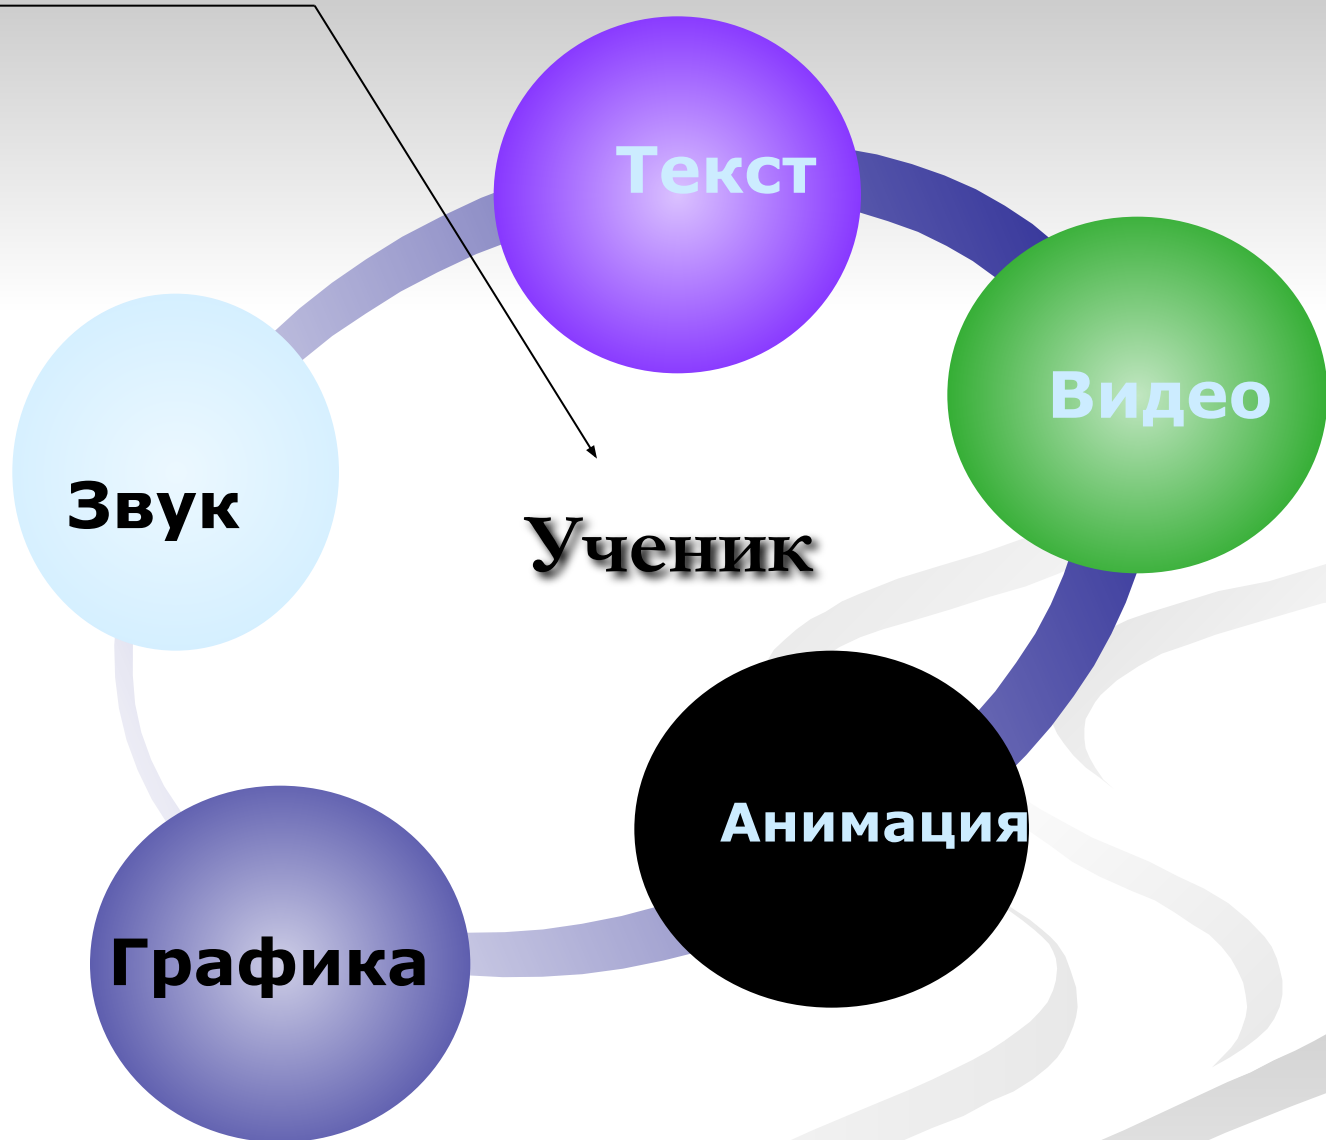 Текст
Видео
Звук
Ученик
Анимация
Графика